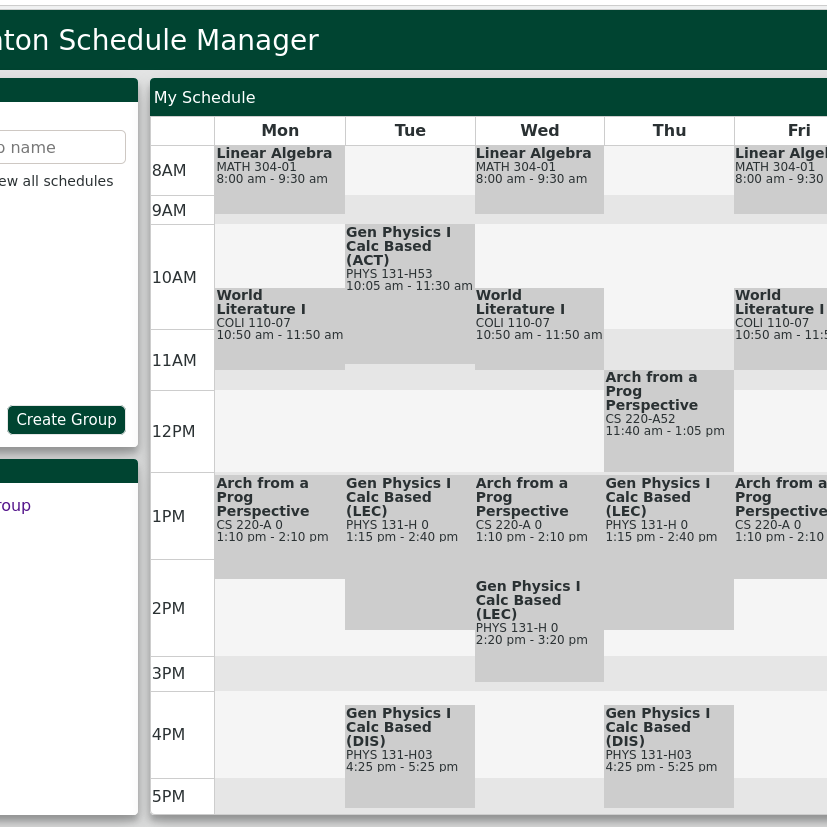 Schedule Manager
My Schedule
name
all schedules
Create Group
Mon Tue Wed Thu Fri
8AM
9AM
10AM
11AM
12PM
1PM
2PM
3PM
4PM
5PM
Linear Algebra
MATH 304-01
8:00 am - 9:30 am
World
Literature I
COLI 110-07
10:50 am - 11:50 am
Arch from a
Prog
Perspective
CS 220-A 0
1:10 pm - 2:10 pm
Gen Physics I
Calc Based
(ACT)
PHYS 131-H53
10:05 am - 11:30 am
Gen Physics I
Calc Based
(LEC)
PHYS 131-H 0
1:15 pm - 2:40 pm
Gen Physics I
Calc Based
(DIS)
PHYS 131-H03
4:25 pm - 5:25 pm
Linear Algebra
MATH 304-01
8:00 am - 9:30 am
World
Literature I
COLI 110-07
10:50 am - 11:50 am
Arch from a
Prog
Perspective
CS 220-A 0
1:10 pm - 2:10 pm
Gen Physics I
Calc Based
(LEC)
PHYS 131-H 0
2:20 pm - 3:20 pm
Arch from a
Prog
Perspective
CS 220-A52
11:40 am - 1:05 pm
Gen Physics I
Calc Based
(LEC)
PHYS 131-H 0
1:15 pm - 2:40 pm
Gen Physics I
Calc Based
(DIS)
PHYS 131-H03
4:25 pm - 5:25 pm
Linear
MATH 304-01
8:00 am - 9:30
World
Literature I
COLI 110-07
10:50 am -
Arch from a
Prog
Perspective
CS 220-A 0
1:10 pm - 2:10